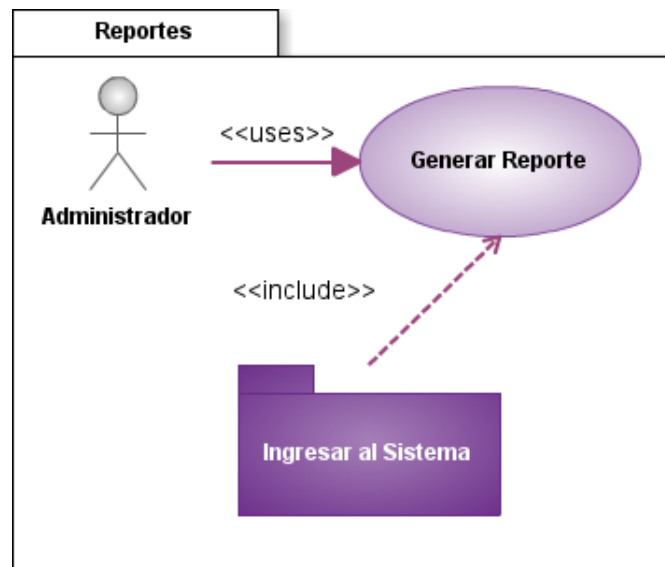 Reportes
<<uses>>
Generar Reporte
Administrador
<<include>>
Ingresar al Sistema